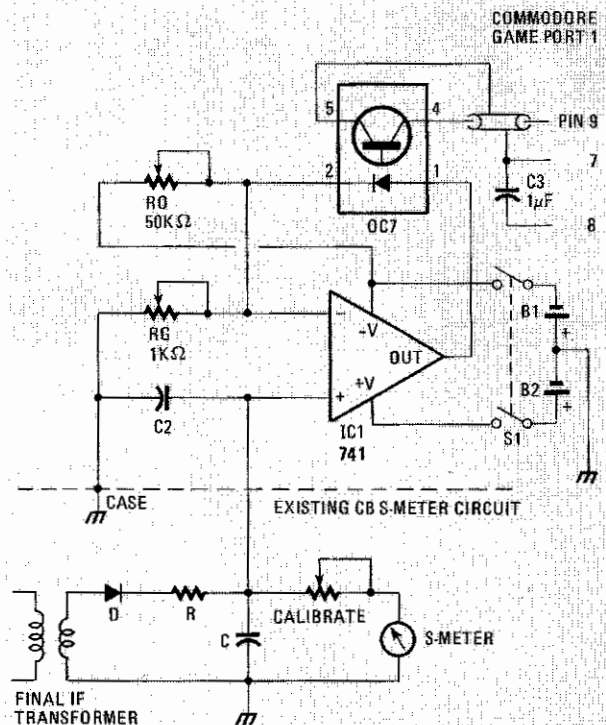 COMMODORE
GAME PORT 1
5
4
PIN 9
7
2
1
C3
1µF
8
RO
50KΩ
OC7
RG
1KΩ
–
-V
OUT
B1
+
+
+V
B2
+
C2
IC1
741
S1
CASE
EXISTING CB S-METER CIRCUIT
D
R
CALIBRATE
C
S-METER
FINAL IF
TRANSFORMER